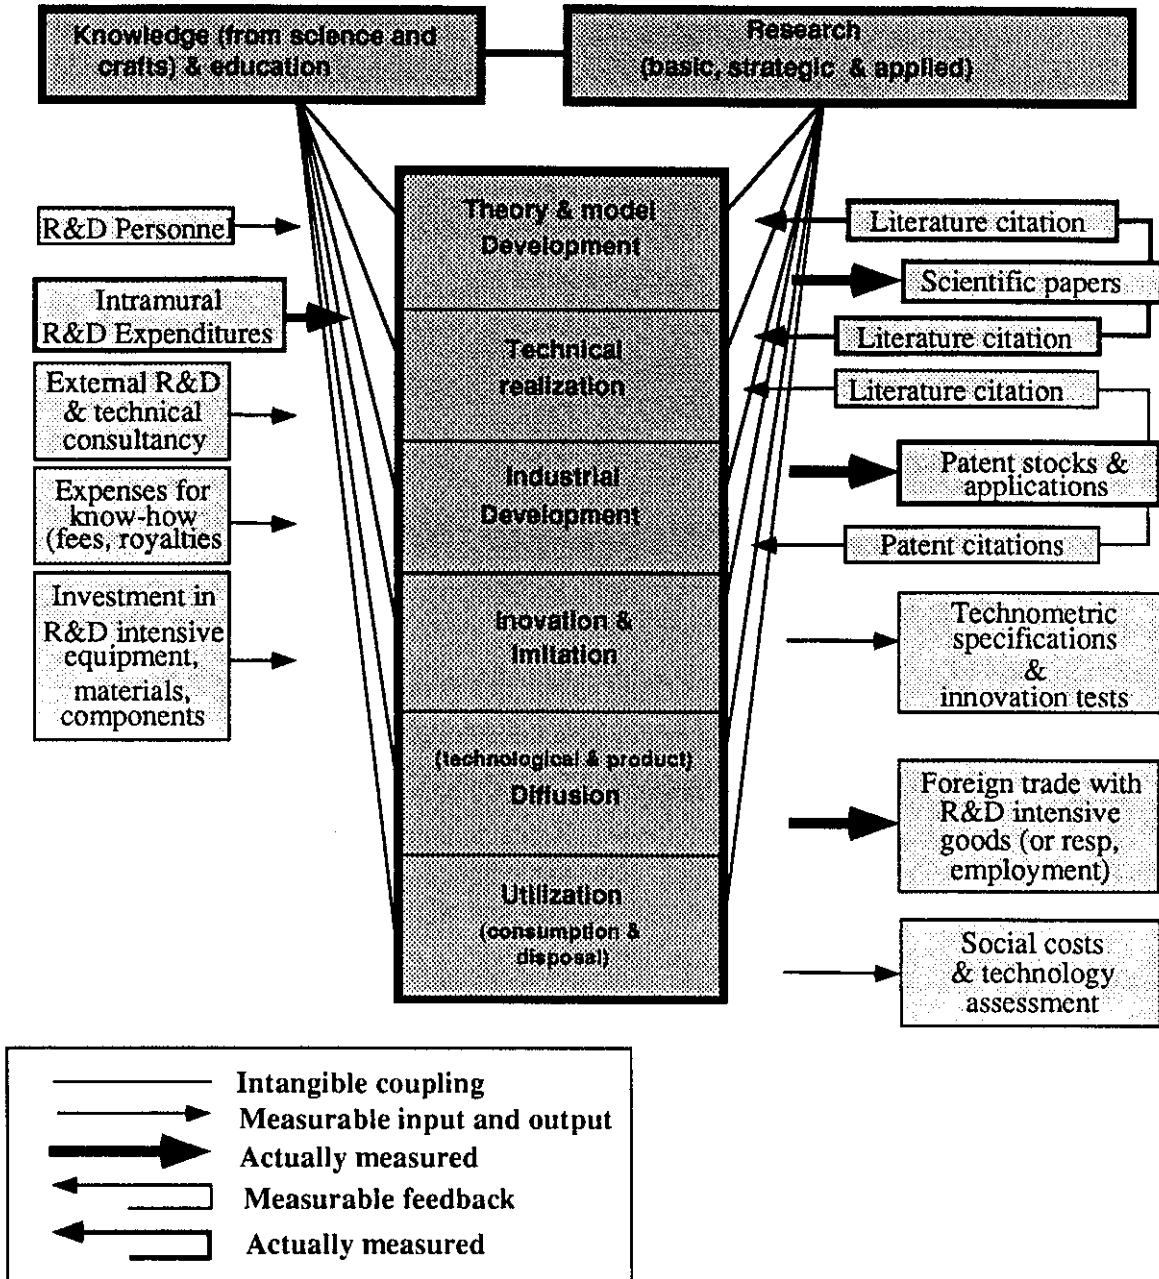 Knowledge (from science and
crafts) & education
Research
(basic, strategic & applied)
R&D Personnel
Intramural
R&D Expenditures
External R&D
& technical
consultancy
Expenses for
know-how
(fees, royalties
Investment in
R&D intensive
equipment,
materials,
components
Theory & model
Development
Technical
realization
Industrial
Development
Inovation &
Imitation
(technological & product)
Diffusion
Utilization
(consumption &
disposal)
Literature citation
Scientific papers
Literature citation
Literature citation
Patent stocks &
applications
Patent citations
Technometric
specifications
&
innovation tests
Foreign trade with
R&D intensive
goods (or resp,
employment)
Social costs
& technology
assessment
Intangible coupling
Measurable input and output
Actually measured
Measurable feedback
Actually measured